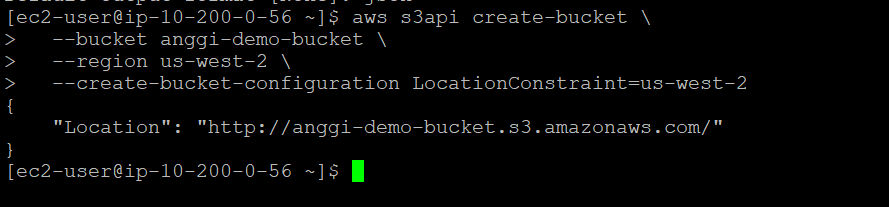 [ec2-user@ip-10-200-0-56 ~]$ aws s3api create-bucket \
>   --bucket anggi-demo-bucket \
>   --region us-west-2 \
>   --create-bucket-configuration LocationConstraint=us-west-2
{
    "Location": "http://anggi-demo-bucket.s3.amazonaws.com/"
}
[ec2-user@ip-10-200-0-56 ~]$